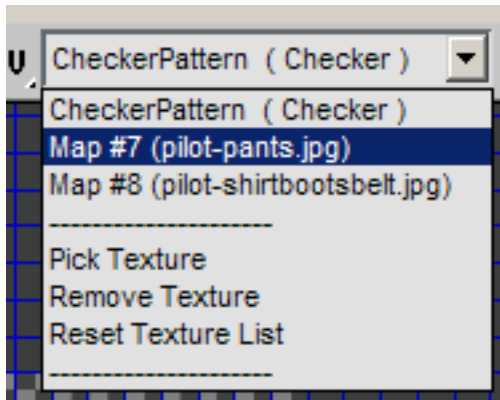 U CheckerPattern ( Checker )
CheckerPattern ( Checker )
Map #7 (pilot-pants.jpg)
Map #8 (pilot-shirtbootsbelt.jpg)
---------------------
Pick Texture
Remove Texture
Reset Texture List
---------------------